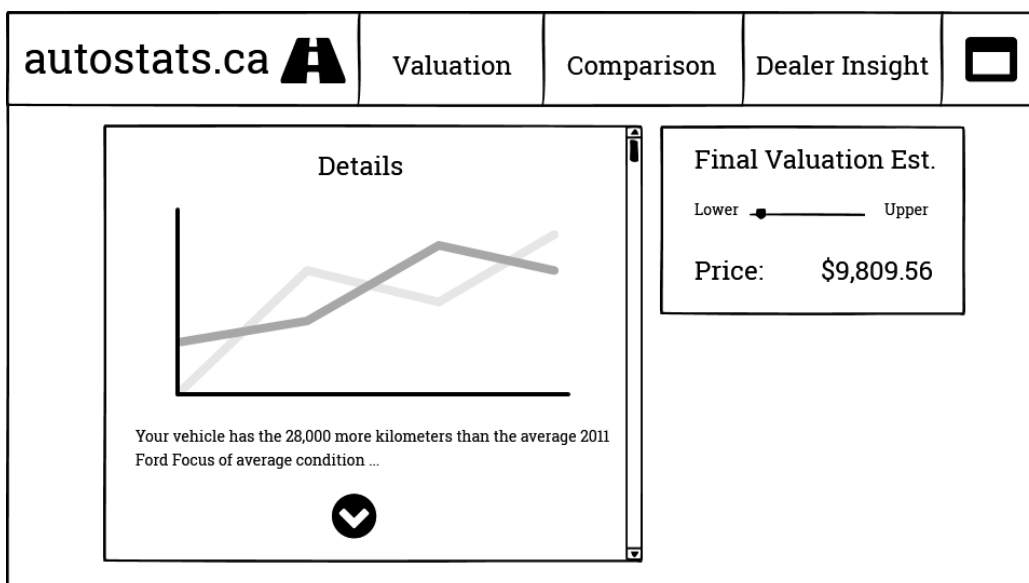 autostats.ca
Valuation
Comparison
Dealer Insight
Details
Your vehicle has the 28,000 more kilometers than the average 2011
Ford Focus of average condition ...
Final Valuation Est.
Lower Upper
Price: $9,809.56